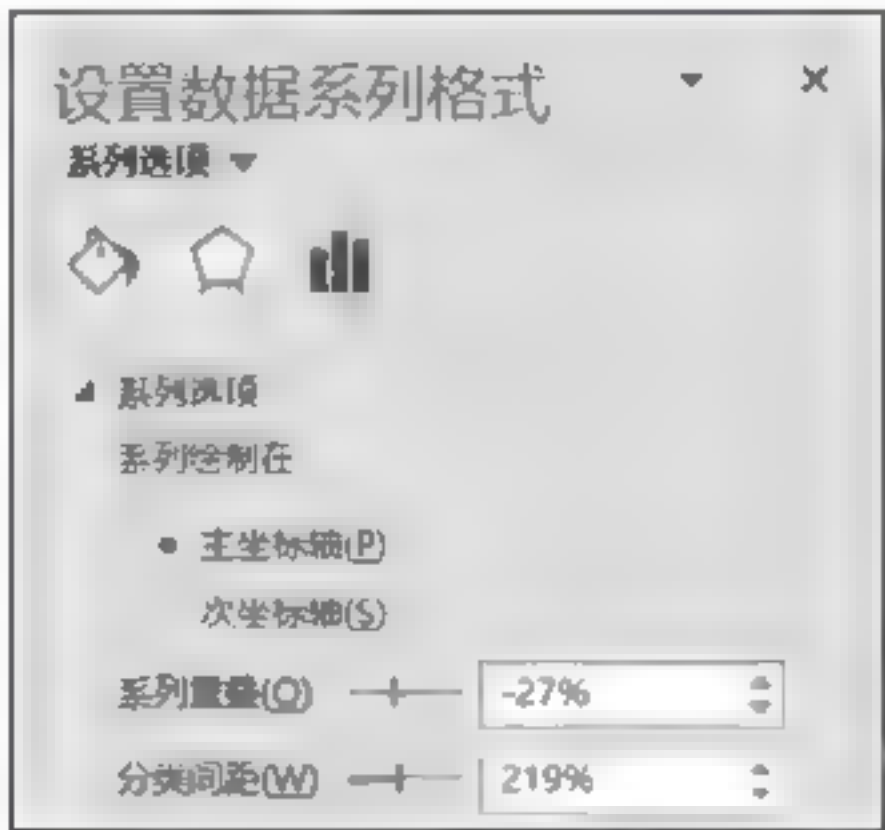 设置数据系列格式
系列选项
系列选项
系列绘制在
主坐标轴(P)
次坐标轴(S)
系列重叠(O) -27%
分类间距(W) 219%